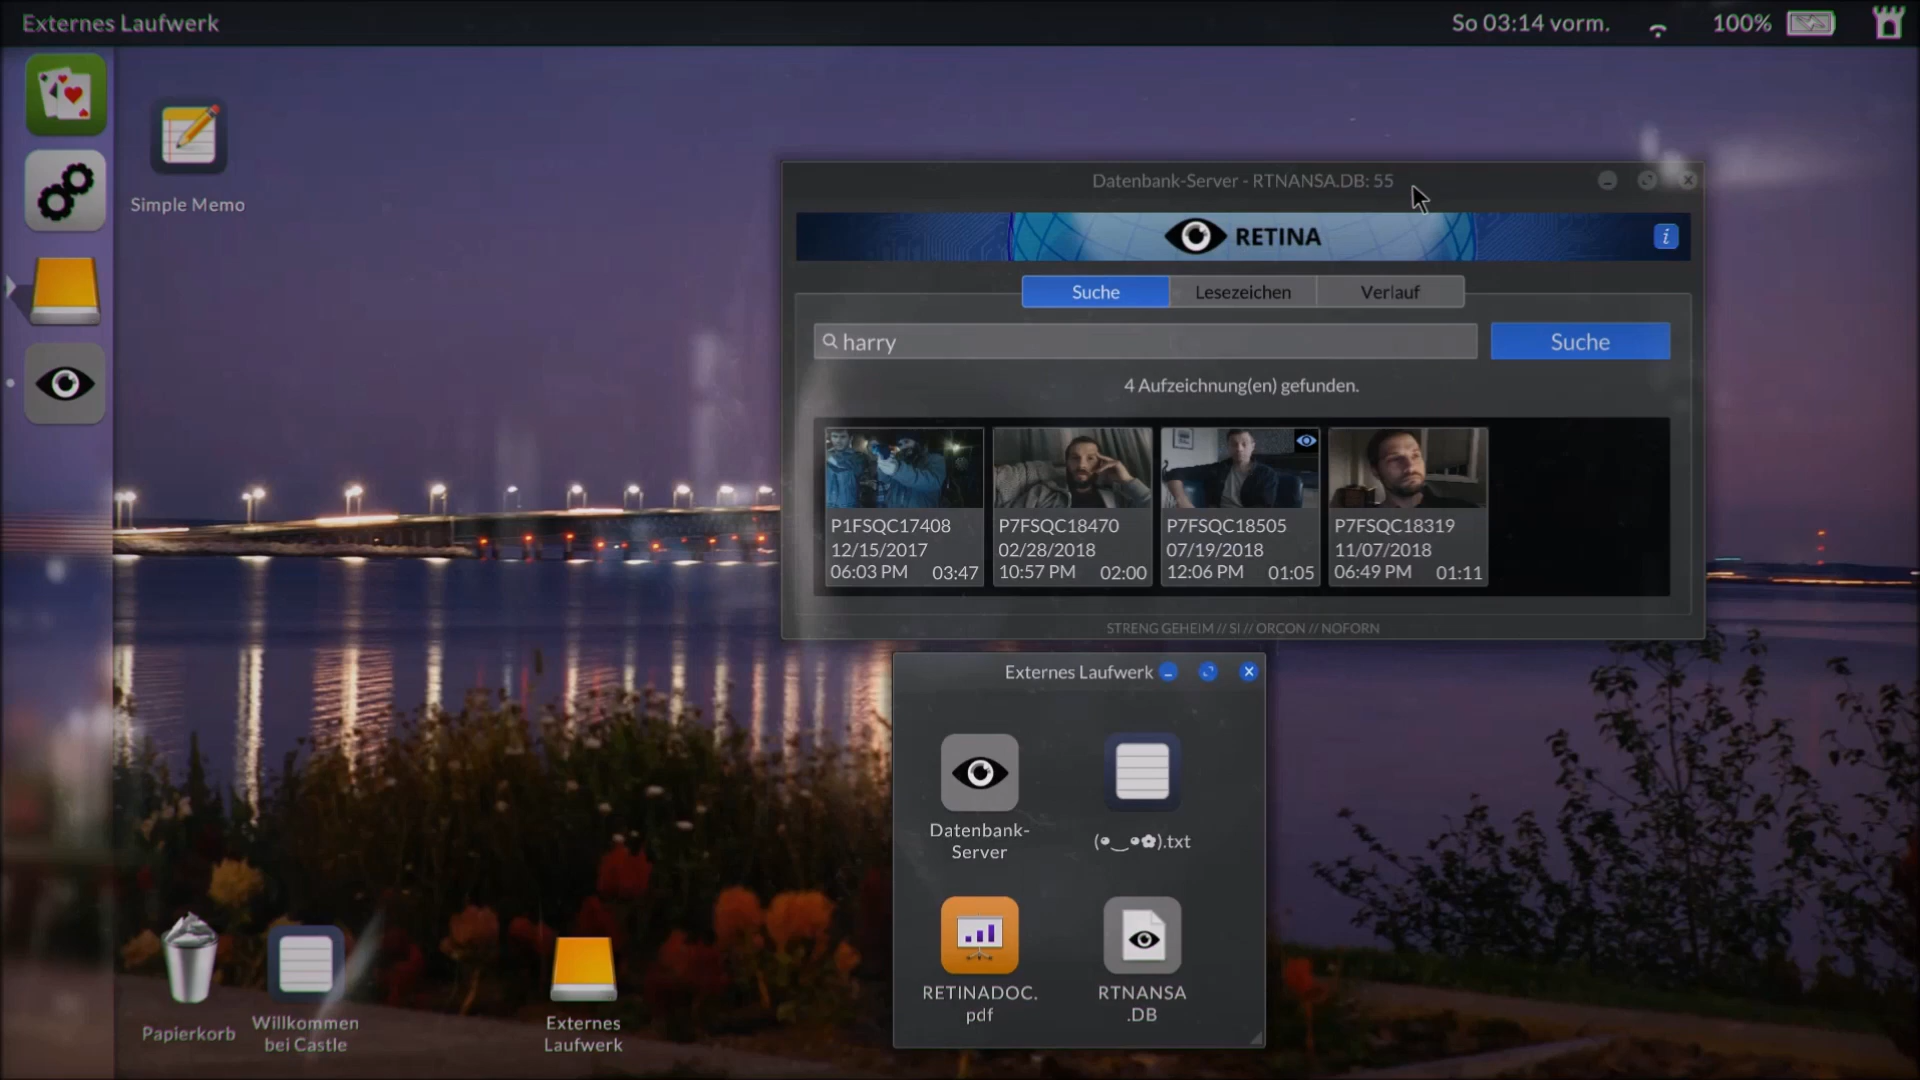 Externes Laufwerk
So 03:14 vorm.
100%
Simple Memo
Datenbank-Server - RTNANSA.DB: 55
RETINA
i
Suche
Lesezeichen
Verlauf
harry
Suche
4 Aufzeichnung(en) gefunden.
P1FSQC17408
12/15/2017
06:03 PM 03:47
P7FSQC18470
02/28/2018
10:57 PM 02:00
P7FSQC18505
07/19/2018
12:06 PM 01:05
P7FSQC18319
11/07/2018
06:49 PM 01:11
STRENG GEHEIM // SI // ORCON // NOFORN
Externes Laufwerk
Datenbank-
Server
(•‿•✿).txt
RETINADOC.
pdf
RTNANSA
.DB
Papierkorb
Willkommen
bei Castle
Externes
Laufwerk